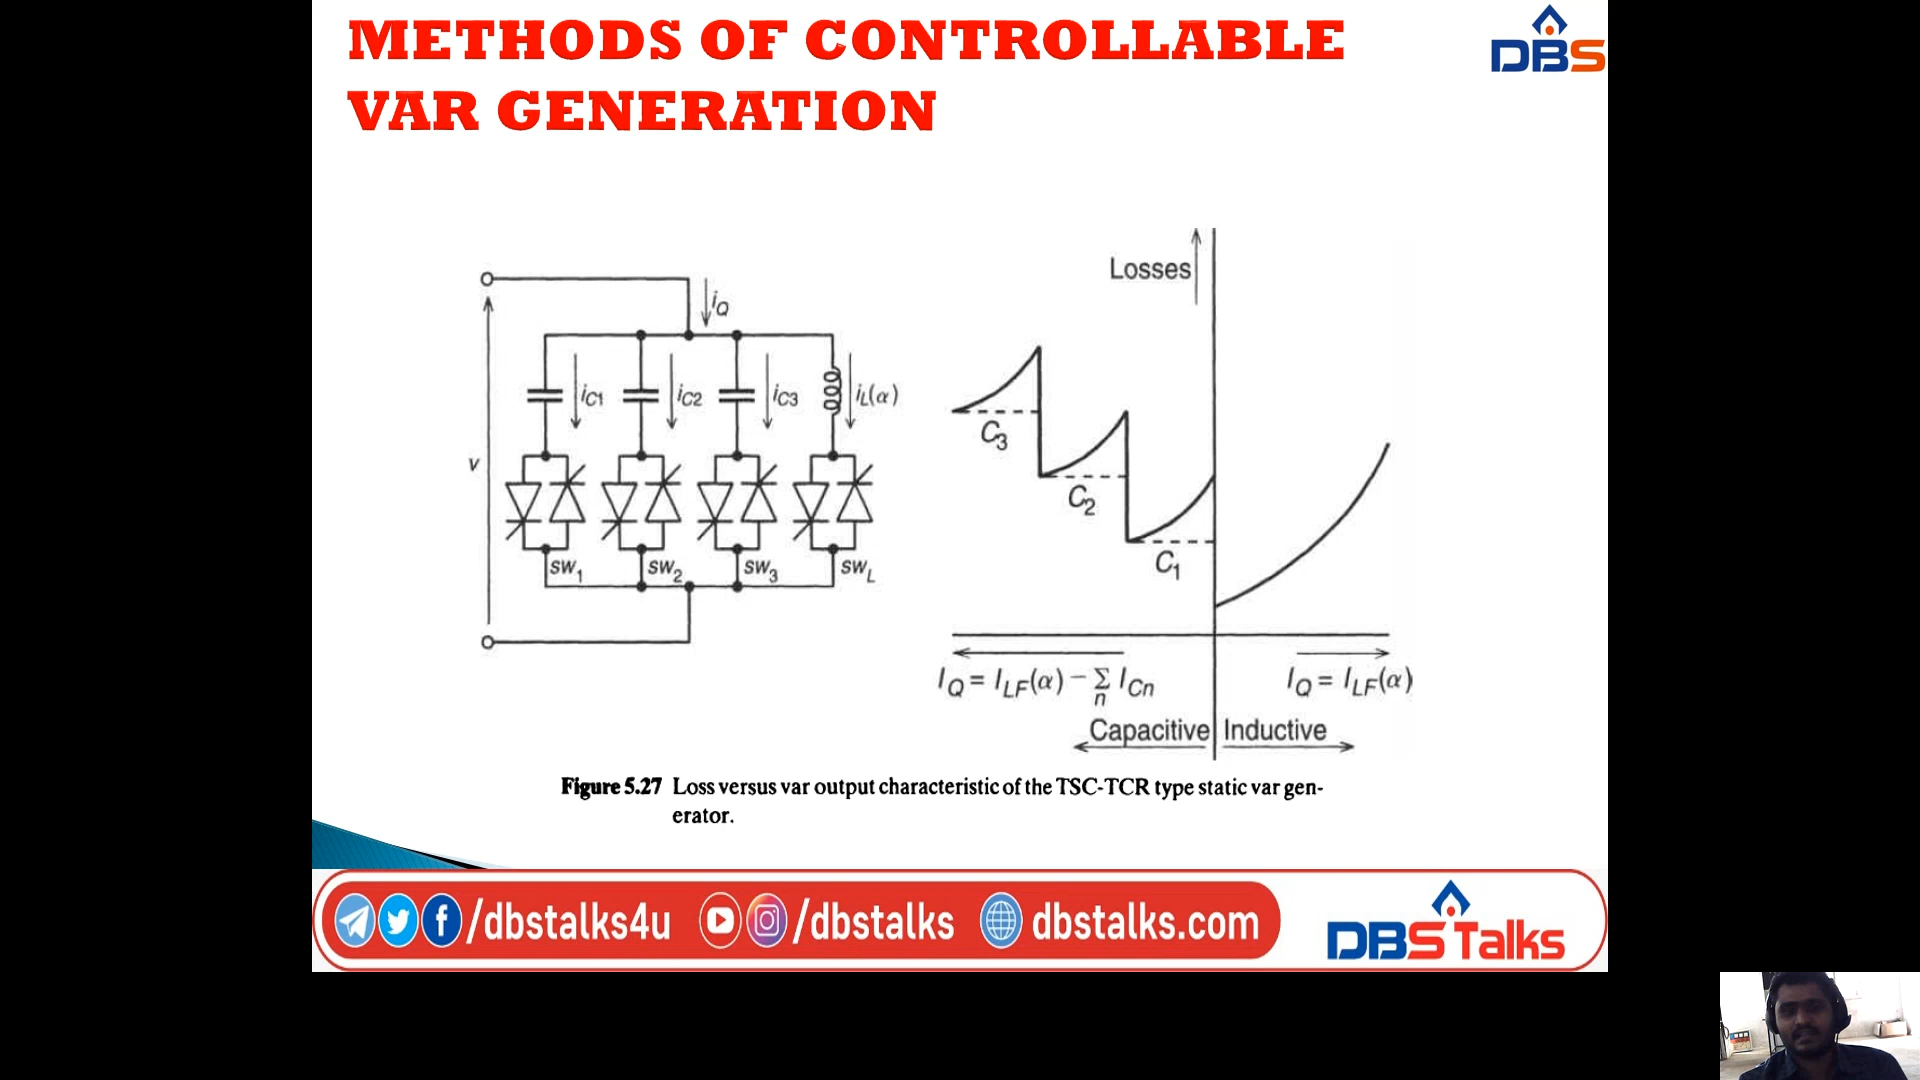 METHODS OF CONTROLLABLE
VAR GENERATION
DBS
iQ
iC1
iC2
iC3
iL(α)
v
SW1
SW2
SW3
SWL
Losses
C3
C2
C1
IQ = ILF(α) − Σn ICn
IQ = ILF(α)
Capacitive
Inductive
Figure 5.27 Loss versus var output characteristic of the TSC-TCR type static var gen-
erator.
/dbstalks4u
/dbstalks
dbstalks.com
DBS Talks